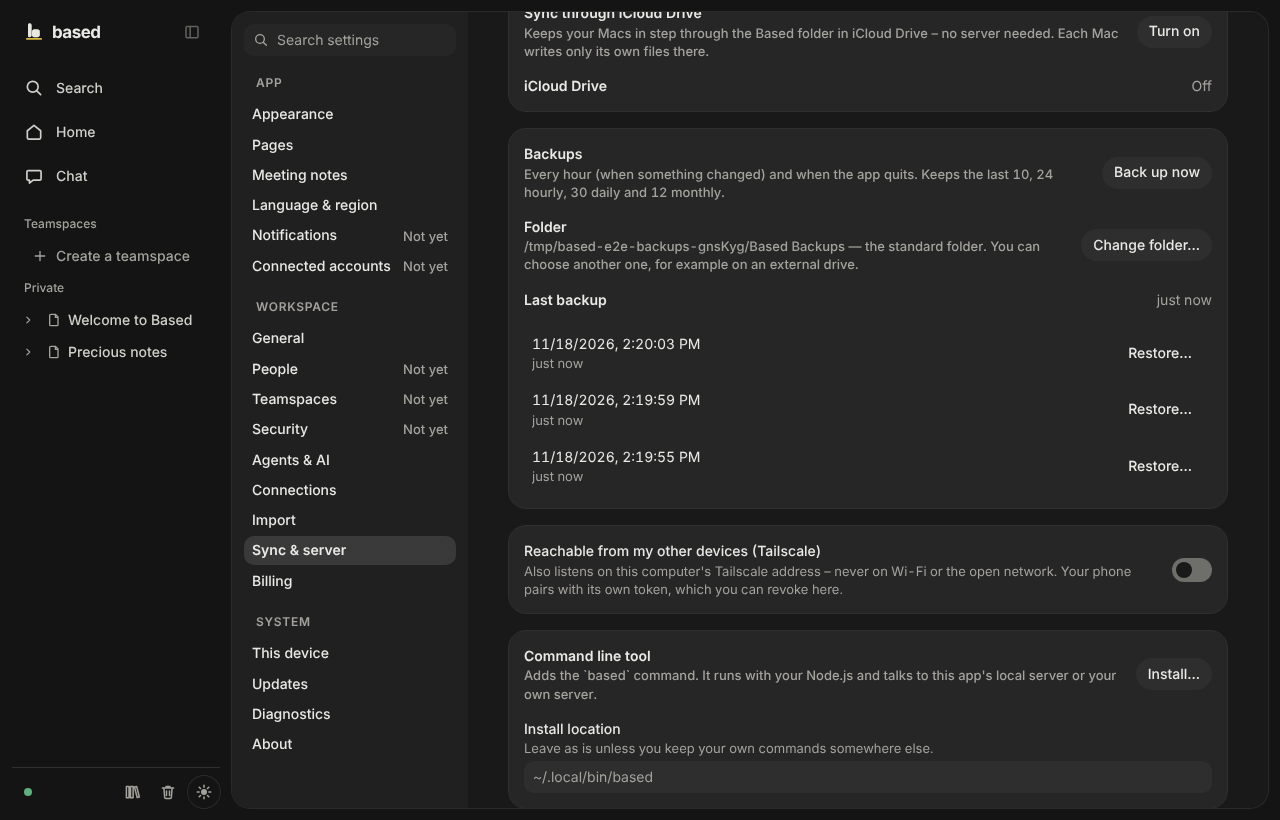 based
Search
Home
Chat
Teamspaces
Create a teamspace
Private
Welcome to Based
Precious notes
Search settings
APP
Appearance
Pages
Meeting notes
Language & region
Notifications Not yet
Connected accounts Not yet
WORKSPACE
General
People Not yet
Teamspaces Not yet
Security Not yet
Agents & AI
Connections
Import
Sync & server
Billing
SYSTEM
This device
Updates
Diagnostics
About
Sync through iCloud Drive
Keeps your Macs in step through the Based folder in iCloud Drive – no server needed. Each Mac
writes only its own files there.
Turn on
iCloud Drive Off
Backups
Every hour (when something changed) and when the app quits. Keeps the last 10, 24
hourly, 30 daily and 12 monthly.
Back up now
Folder
/tmp/based-e2e-backups-gnsKyg/Based Backups — the standard folder. You can
choose another one, for example on an external drive.
Change folder...
Last backup just now
11/18/2026, 2:20:03 PM
just now
Restore...
11/18/2026, 2:19:59 PM
just now
Restore...
11/18/2026, 2:19:55 PM
just now
Restore...
Reachable from my other devices (Tailscale)
Also listens on this computer's Tailscale address – never on Wi-Fi or the open network. Your phone
pairs with its own token, which you can revoke here.
Command line tool
Adds the `based` command. It runs with your Node.js and talks to this app's local server or your
own server.
Install...
Install location
Leave as is unless you keep your own commands somewhere else.
~/.local/bin/based